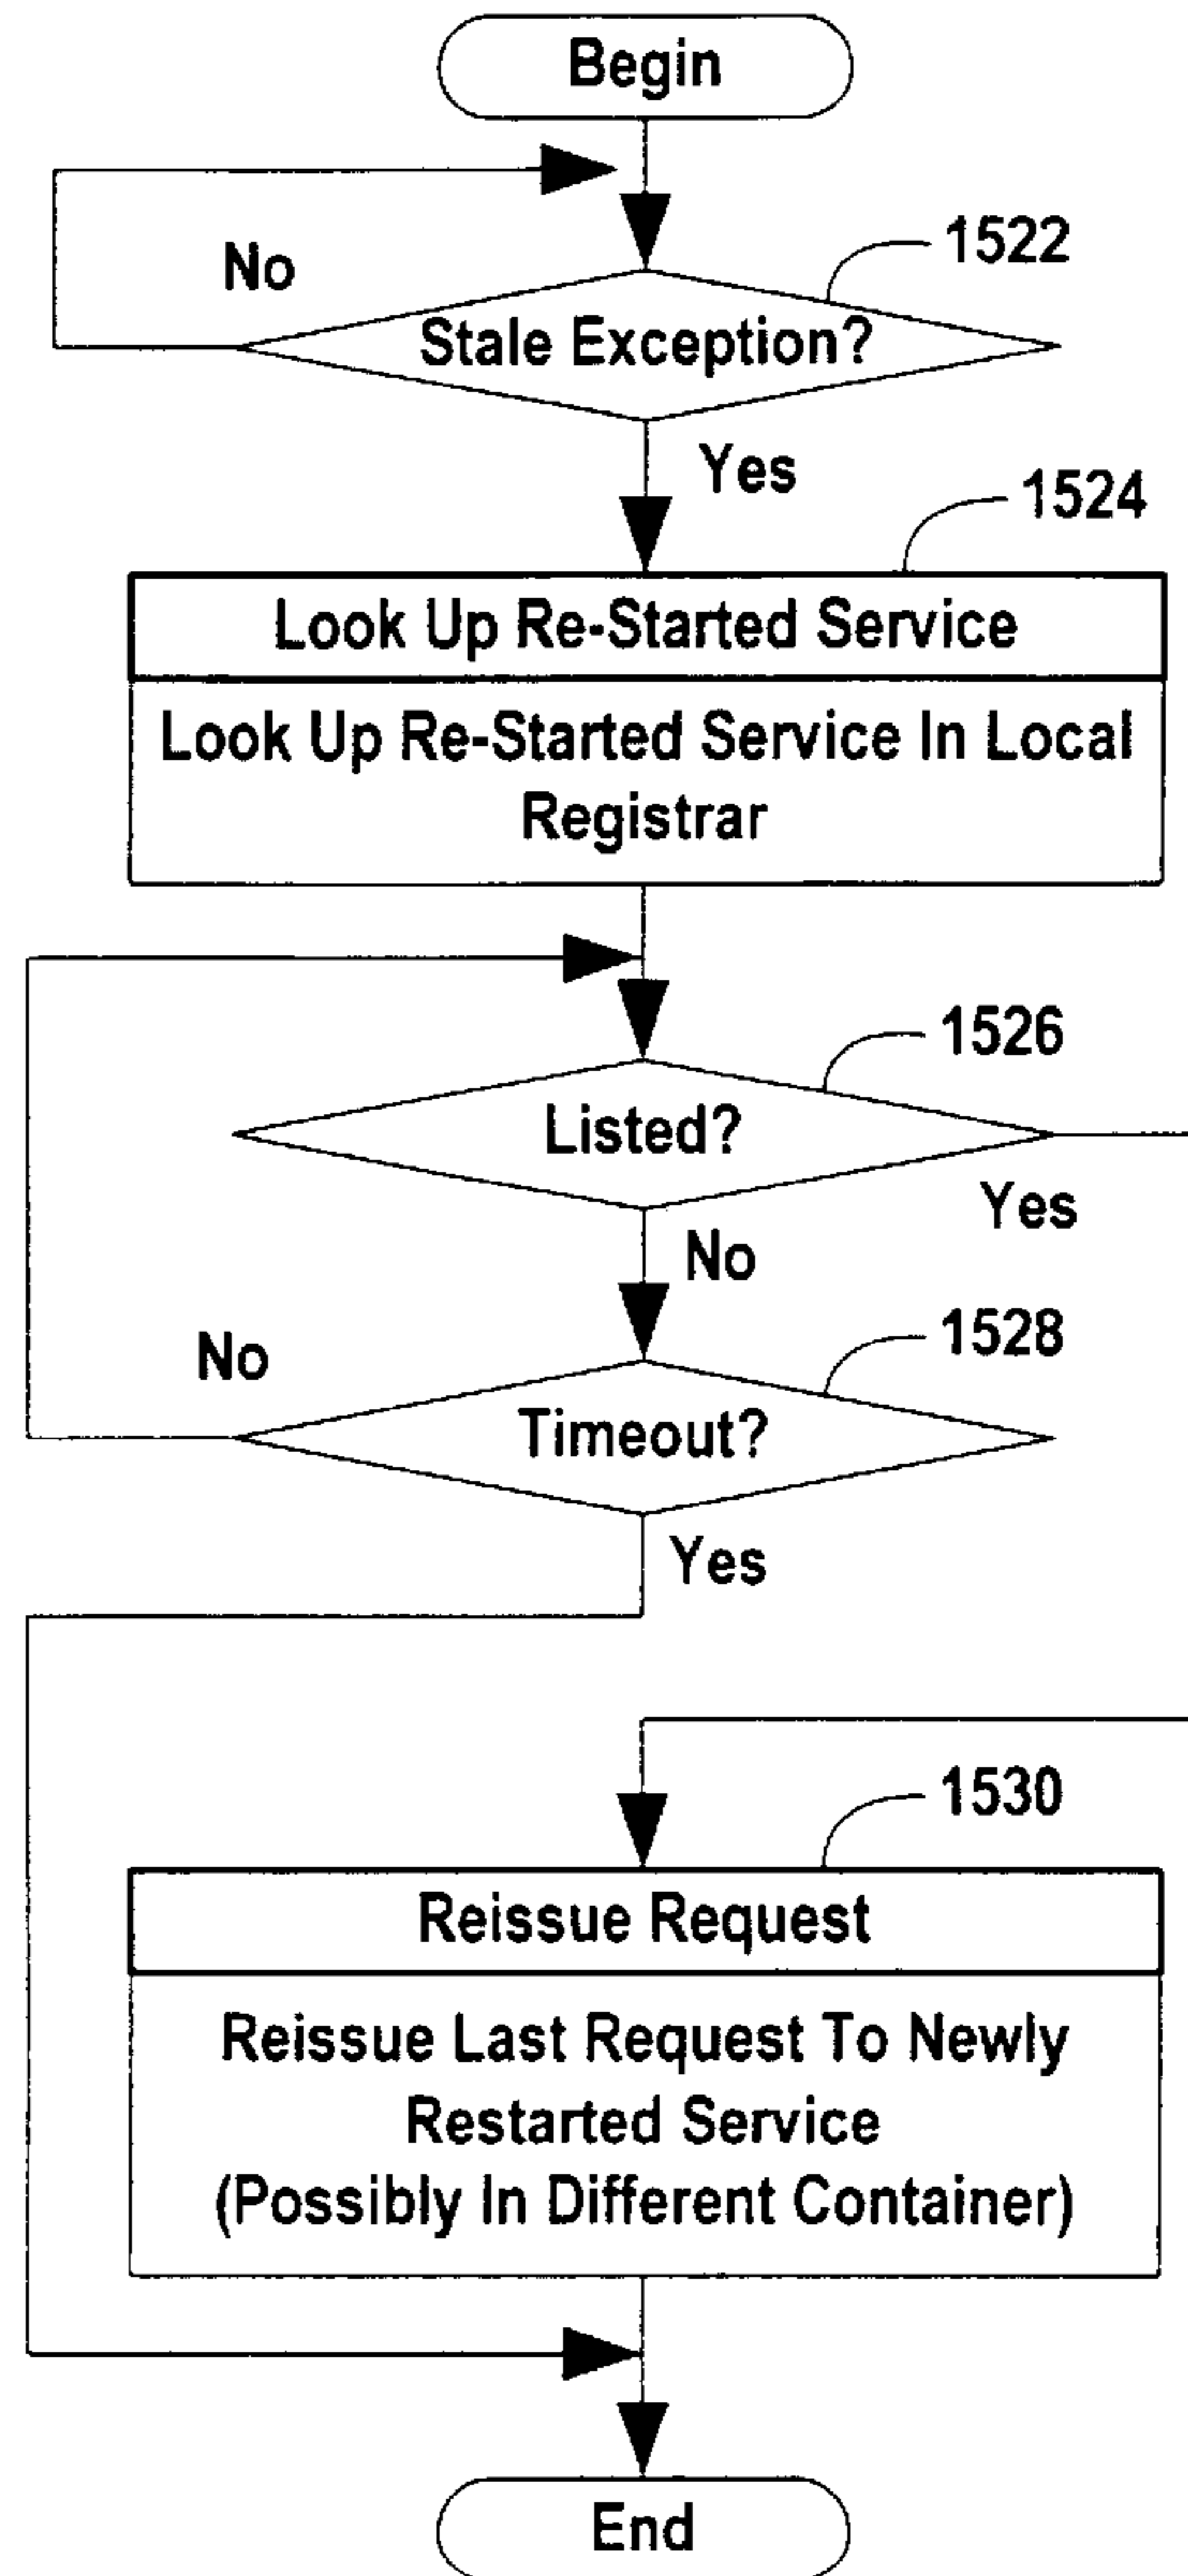 Begin
No
1522
Stale Exception?
Yes
1524
Look Up Re-Started Service
Look Up Re-Started Service In Local
Registrar
1526
Listed?
Yes
No
1528
No
Timeout?
Yes
1530
Reissue Request
Reissue Last Request To Newly
Restarted Service
(Possibly In Different Container)
End